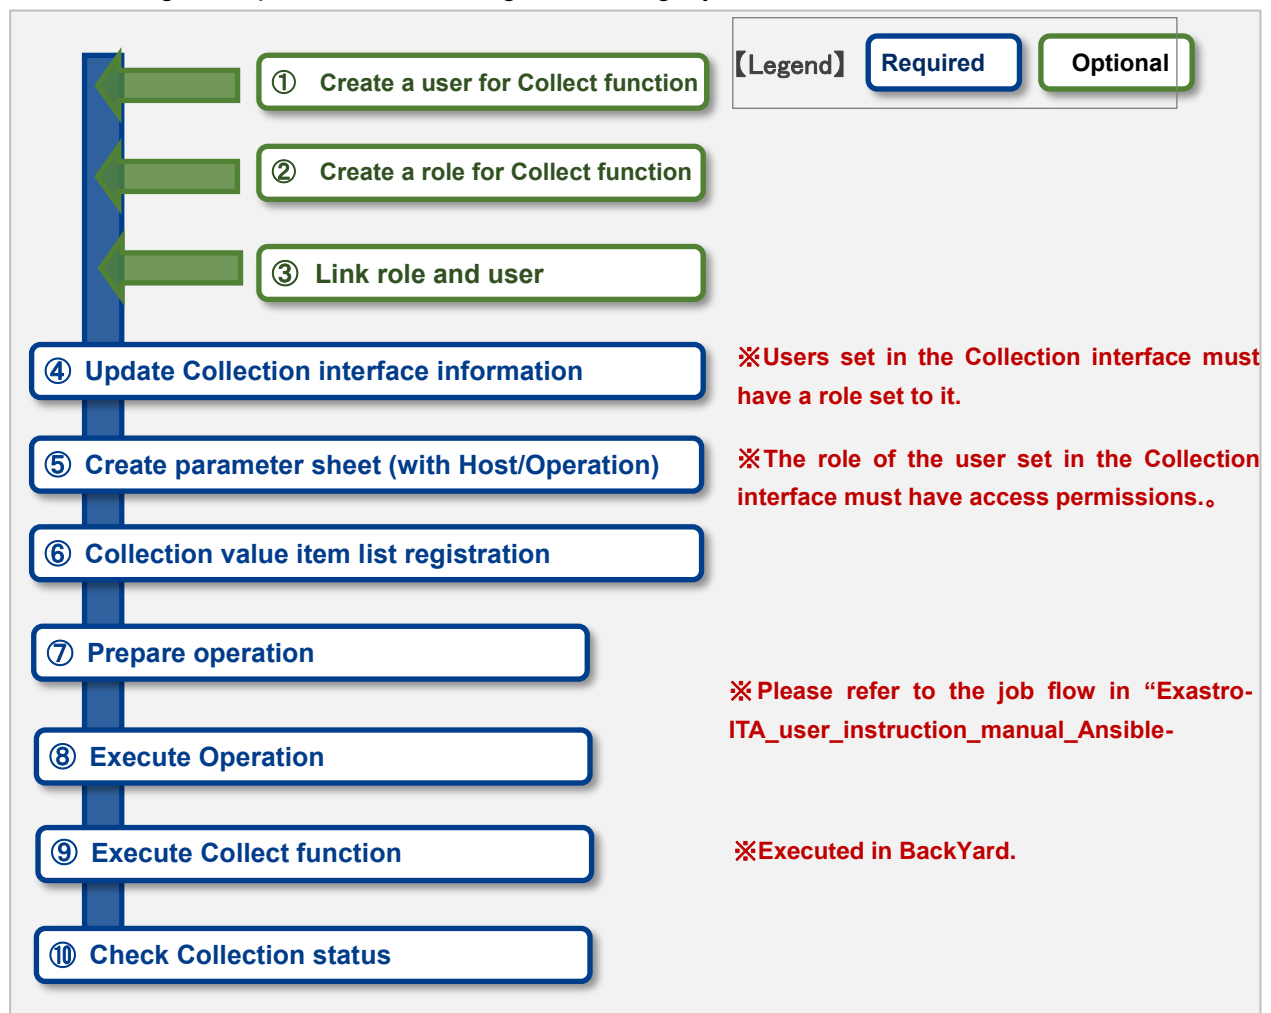 【Legend】 Required Optional
① Create a user for Collect function
② Create a role for Collect function
③ Link role and user
④ Update Collection interface information
※Users set in the Collection interface must
have a role set to it.
⑤ Create parameter sheet (with Host/Operation)
※The role of the user set in the Collection
interface must have access permissions.。
⑥ Collection value item list registration
⑦ Prepare operation
※Please refer to the job flow in “Exastro-
ITA_user_instruction_manual_Ansible-
⑧ Execute Operation
⑨ Execute Collect function
※Executed in BackYard.
⑩ Check Collection status